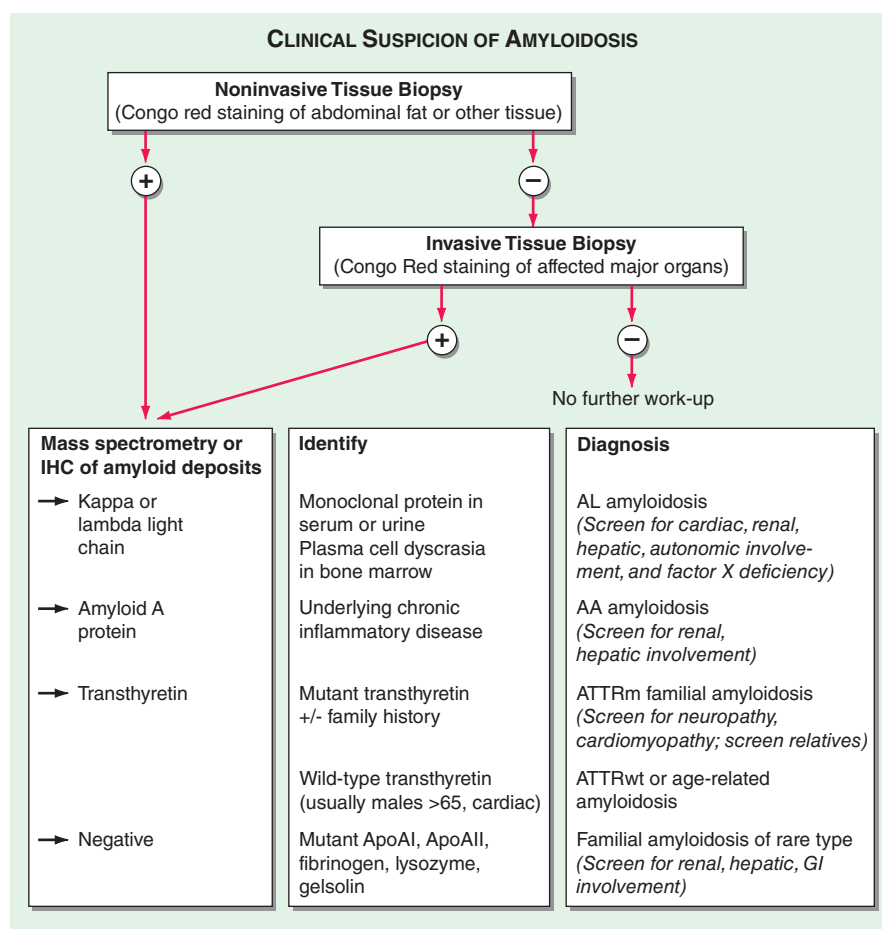 CLINICAL SUSPICION OF AMYLOIDOSIS
Noninvasive Tissue Biopsy
(Congo red staining of abdominal fat or other tissue)
+
−
Invasive Tissue Biopsy
(Congo Red staining of affected major organs)
+
−
No further work-up
Mass spectrometry or
IHC of amyloid deposits
Kappa or
lambda light
chain
Amyloid A
protein
Transthyretin
Negative
Identify
Monoclonal protein in
serum or urine
Plasma cell dyscrasia
in bone marrow
Underlying chronic
inflammatory disease
Mutant transthyretin
+/- family history
Wild-type transthyretin
(usually males >65, cardiac)
Mutant ApoAI, ApoAII,
fibrinogen, lysozyme,
gelsolin
Diagnosis
AL amyloidosis
(Screen for cardiac, renal,
hepatic, autonomic involve-
ment, and factor X deficiency)
AA amyloidosis
(Screen for renal,
hepatic involvement)
ATTRm familial amyloidosis
(Screen for neuropathy,
cardiomyopathy; screen relatives)
ATTRwt or age-related
amyloidosis
Familial amyloidosis of rare type
(Screen for renal, hepatic, GI
involvement)